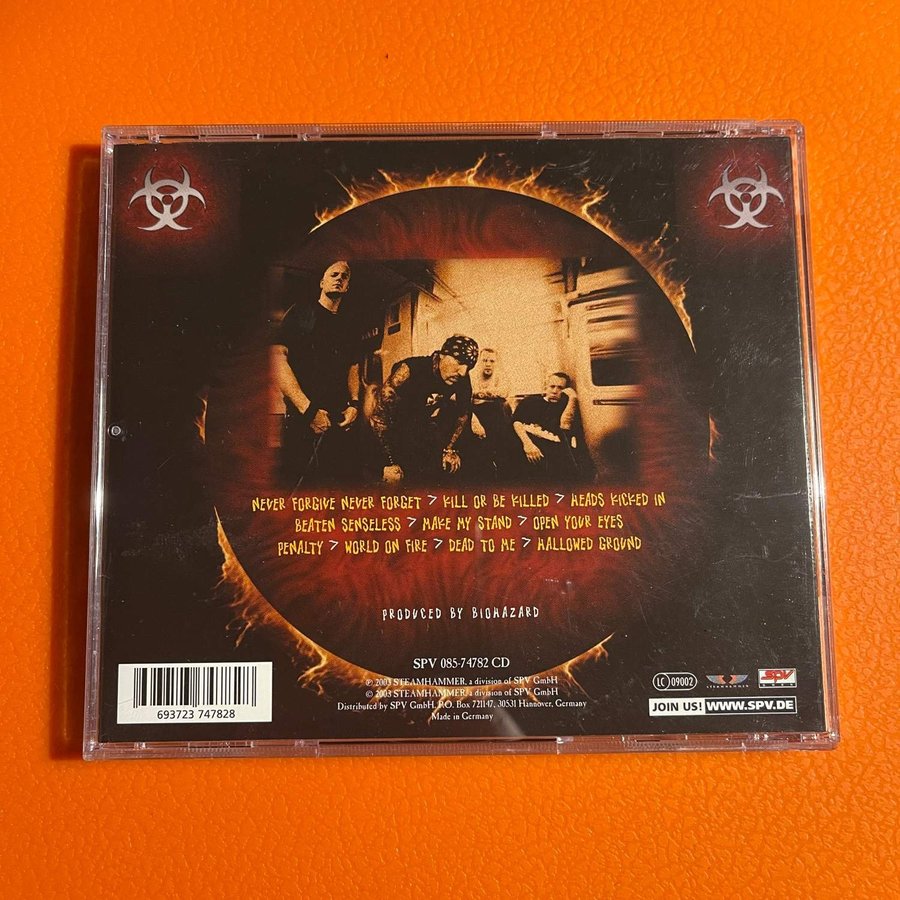 NEVER FORGIVE NEVER FORGET > KILL OR BE KILLED > HEADS KICKED IN
BEATEN SENSELESS > MAKE MY STAND > OPEN YOUR EYES
PENALTY > WORLD ON FIRE > DEAD TO ME > HALLOWED GROUND
PRODUCED BY BIOHAZARD
SPV 085-74782 CD
℗ 2003 STEAMHAMMER, a division of SPV GmbH
© 2003 STEAMHAMMER, a division of SPV GmbH
Distributed by SPV GmbH, P.O. Box 721147, 30531 Hannover, Germany
Made in Germany
693723 747828
LC 09002
STEAMHAMMER
SPV
JOIN US! WWW.SPV.DE